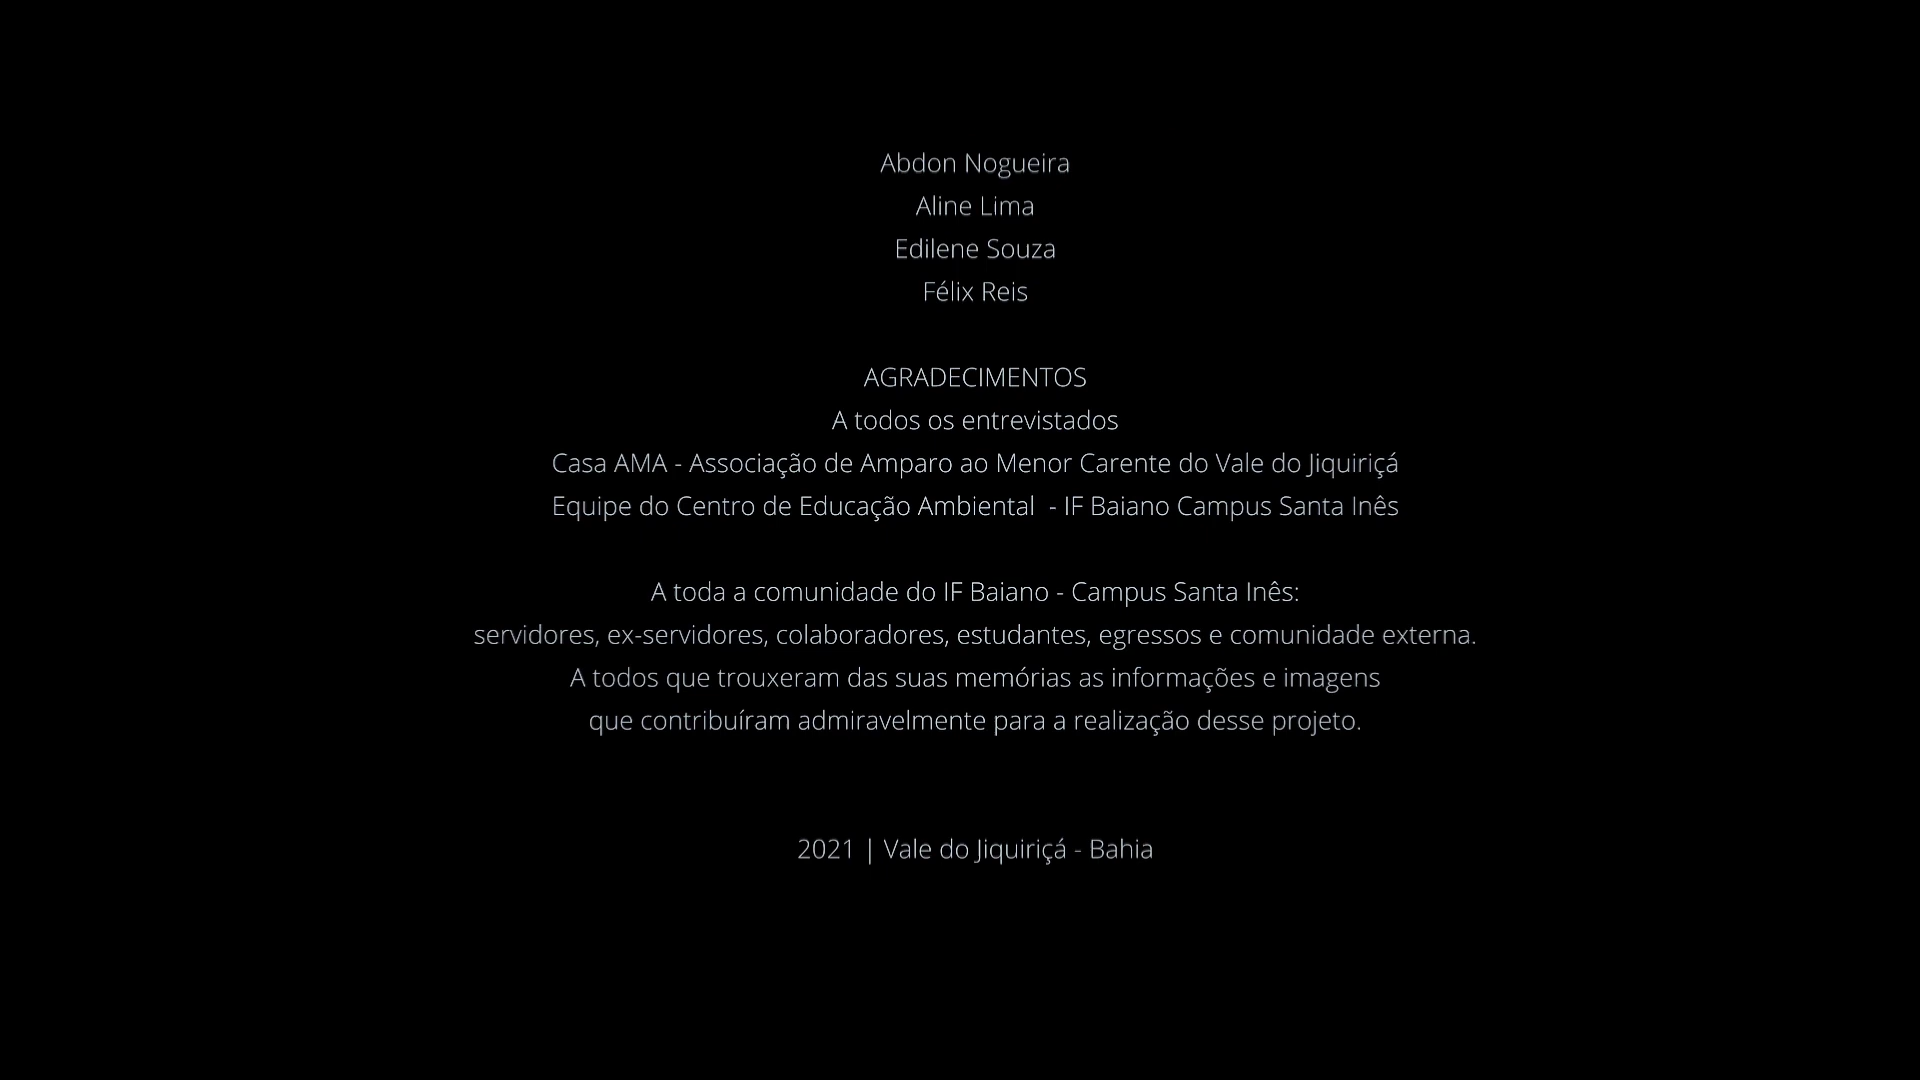 Abdon Nogueira
Aline Lima
Edilene Souza
Félix Reis
AGRADECIMENTOS
A todos os entrevistados
Casa AMA - Associação de Amparo ao Menor Carente do Vale do Jiquiriçá
Equipe do Centro de Educação Ambiental  - IF Baiano Campus Santa Inês
A toda a comunidade do IF Baiano - Campus Santa Inês:
servidores, ex-servidores, colaboradores, estudantes, egressos e comunidade externa.
A todos que trouxeram das suas memórias as informações e imagens
que contribuíram admiravelmente para a realização desse projeto.
2021 | Vale do Jiquiriçá - Bahia